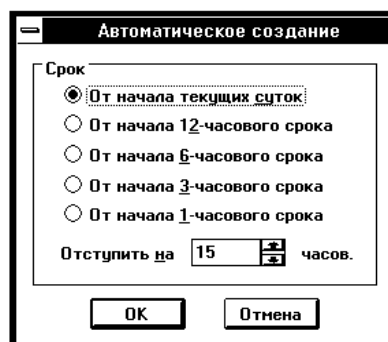 Автоматическое создание
Срок
От начала текущих суток
От начала 12-часового срока
От начала 6-часового срока
От начала 3-часового срока
От начала 1-часового срока
Отступить на 15 часов.
OK Отмена